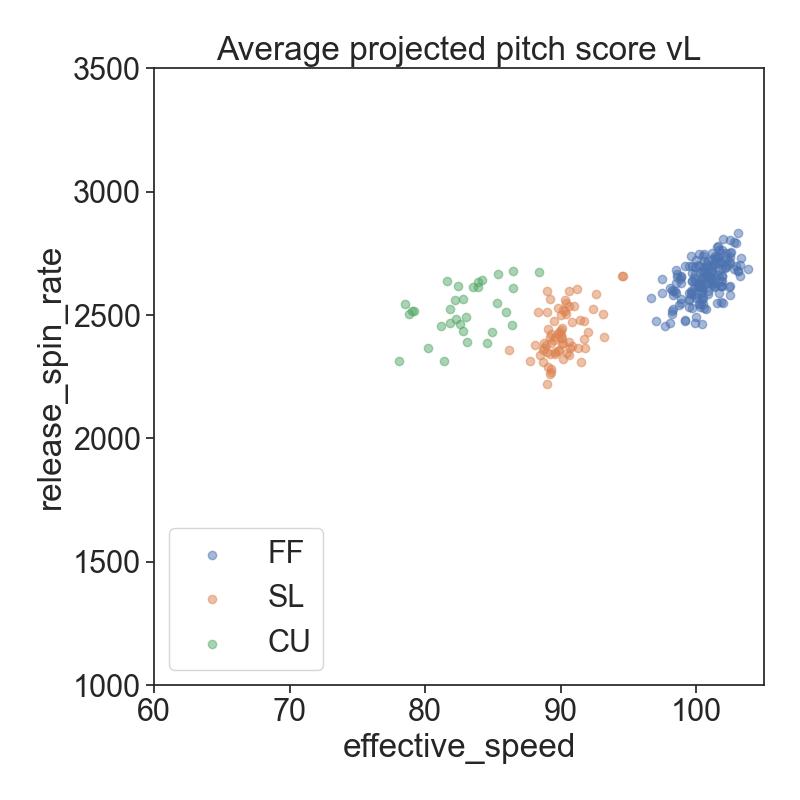 Average projected pitch score vL
3500
3000
2500
2000
1500
1000
release_spin_rate
FF
SL
CU
60
70
80
90
100
effective_speed